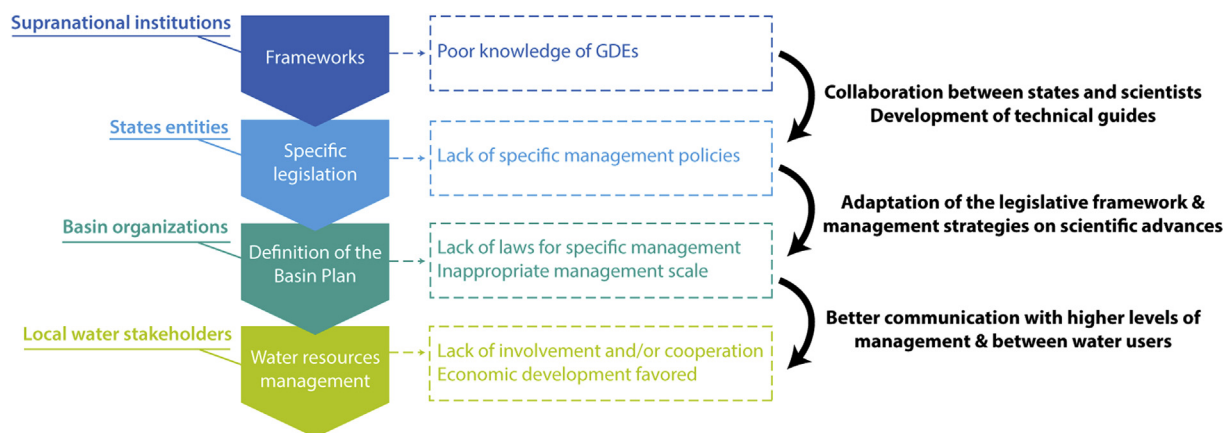 Supranational institutions
Frameworks
Poor knowledge of GDEs
Collaboration between states and scientists
Development of technical guides
States entities
Specific
legislation
Lack of specific management policies
Adaptation of the legislative framework &
management strategies on scientific advances
Basin organizations
Definition of the
Basin Plan
Lack of laws for specific management
Inappropriate management scale
Better communication with higher levels of
management & between water users
Local water stakeholders
Water resources
management
Lack of involvement and/or cooperation
Economic development favored